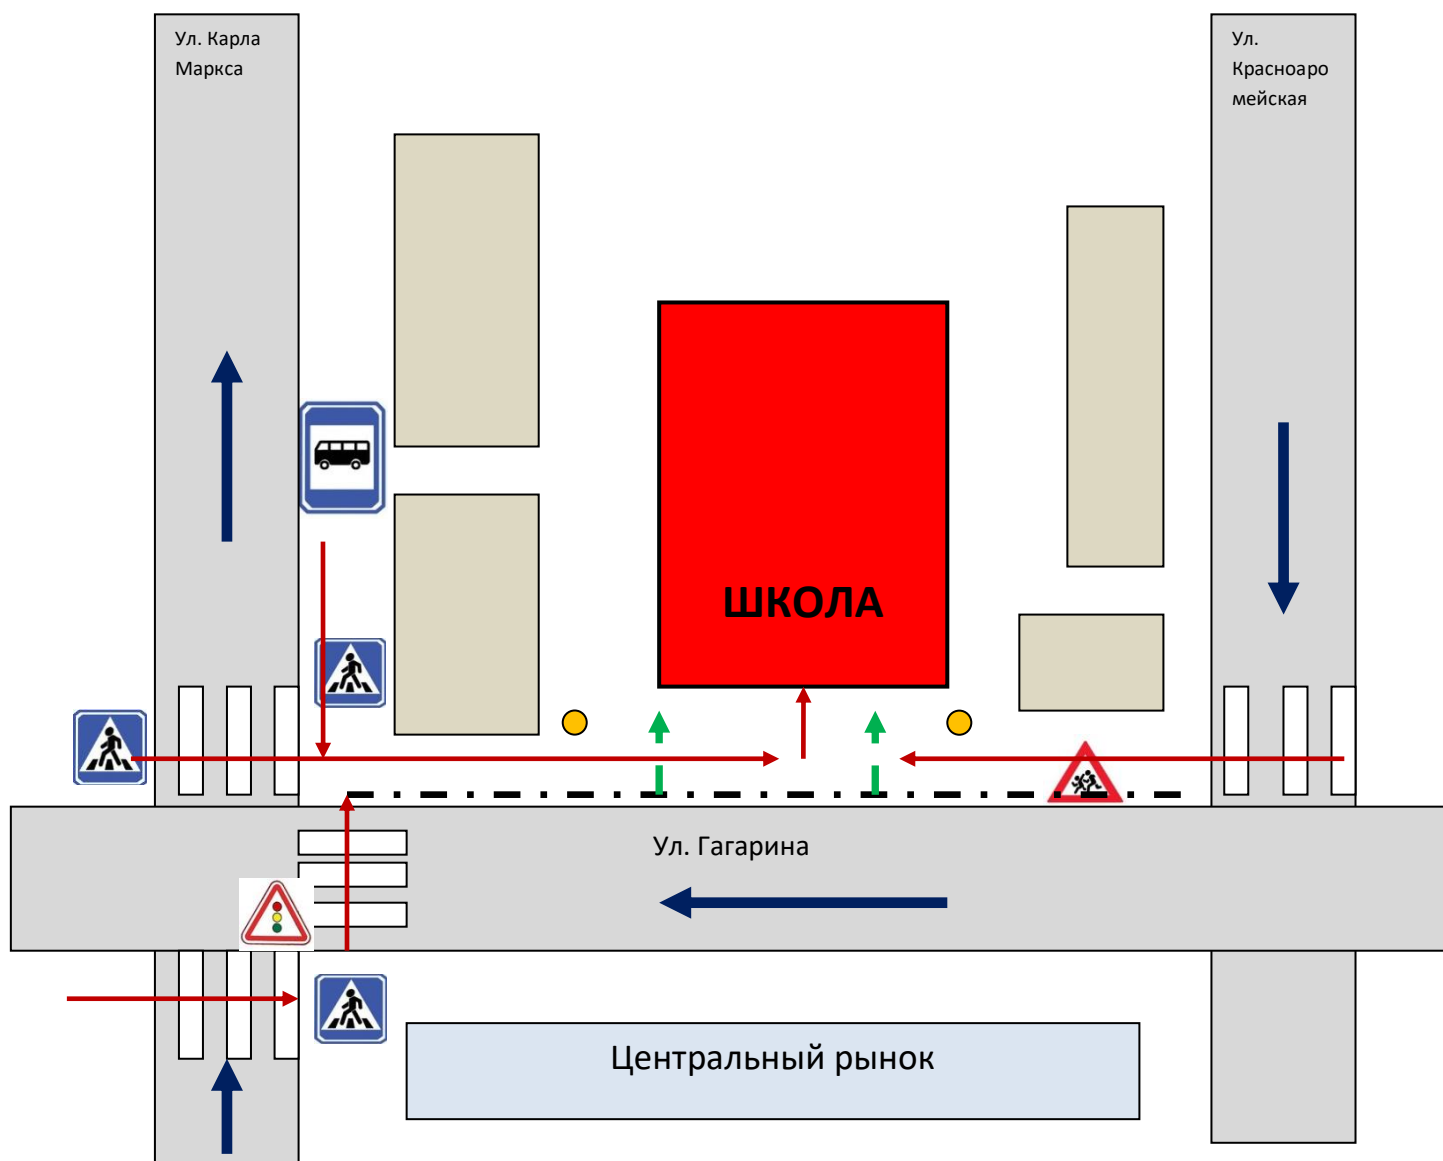 Ул. Карла
Маркса
Ул.
Красноаро
мейская
ШКОЛА
Ул. Гагарина
Центральный рынок